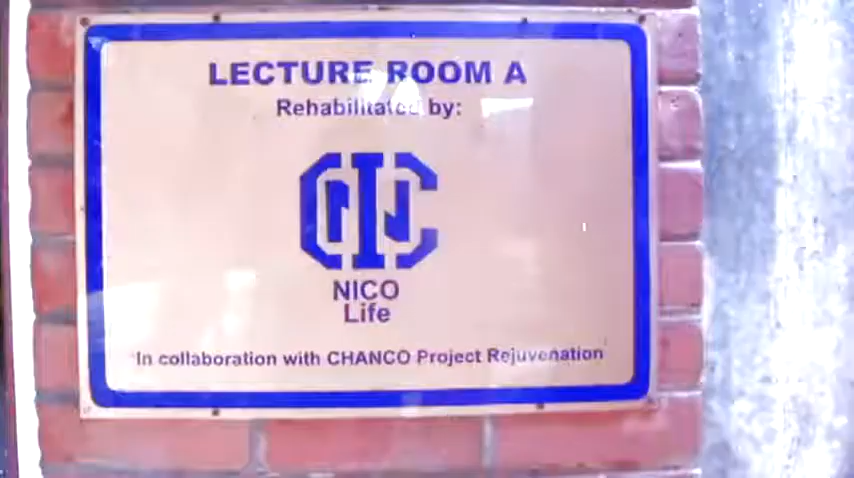 LECTURE ROOM A
Rehabilitated by:
NICO
Life
In collaboration with CHANCO Project Rejuvenation